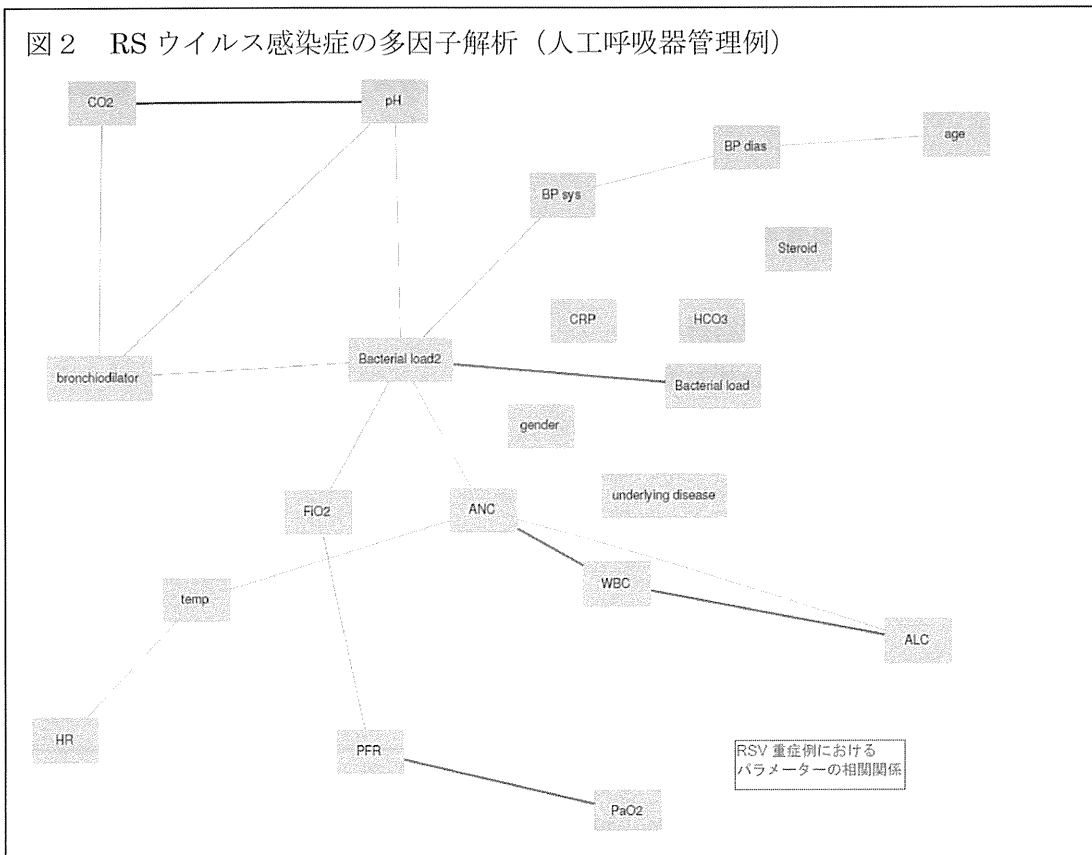 図２ RS ウイルス感染症の多因子解析（人工呼吸器管理例）
CO2
pH
BP dias
age
BP sys
Steroid
CRP
HCO3
Bacterial load2
bronchiodilator
Bacterial load
gender
underlying disease
FiO2
ANC
WBC
temp
ALC
HR
PFR
RSV 重症例における
パラメーターの相関関係
PaO2